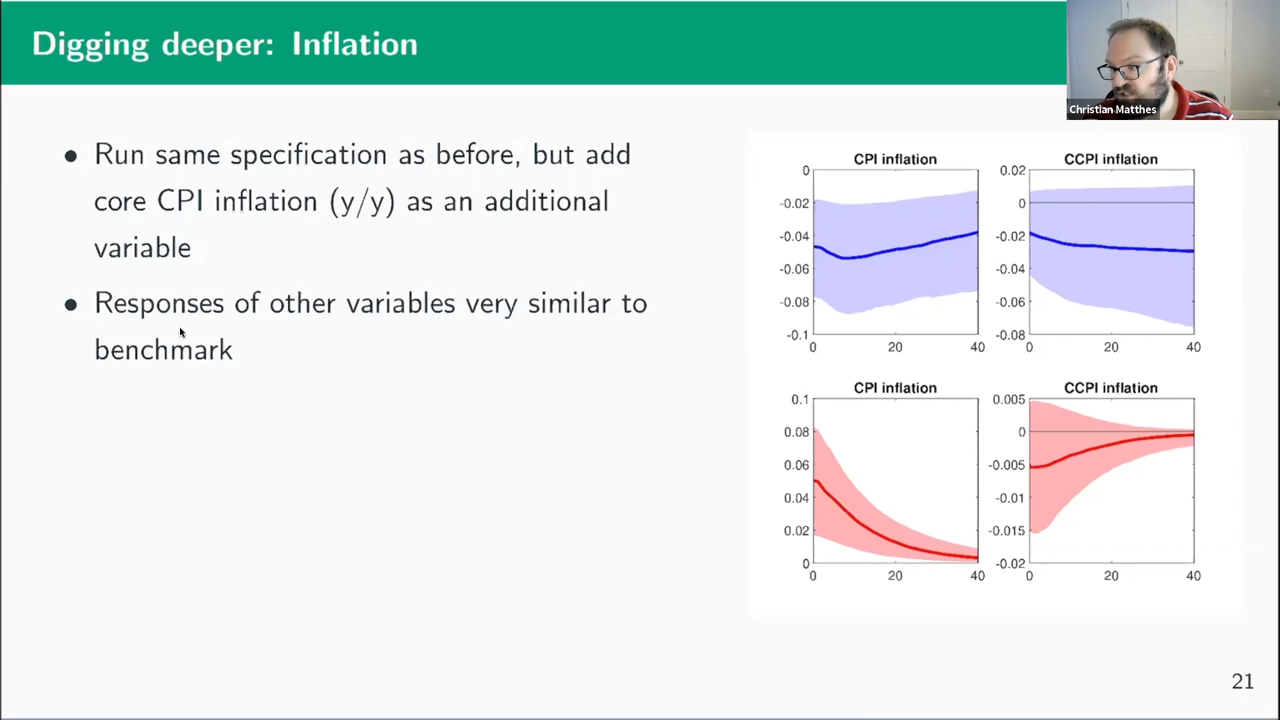 Digging deeper: Inflation
Christian Matthes
• Run same specification as before, but add
core CPI inflation (y/y) as an additional
variable
• Responses of other variables very similar to
benchmark
CPI inflation
0
-0.02
-0.04
-0.06
-0.08
-0.1
0 20 40
CCPI inflation
0.02
0
-0.02
-0.04
-0.06
-0.08
0 20 40
CPI inflation
0.1
0.08
0.06
0.04
0.02
0
0 20 40
CCPI inflation
0.005
0
-0.005
-0.01
-0.015
-0.02
0 20 40
21